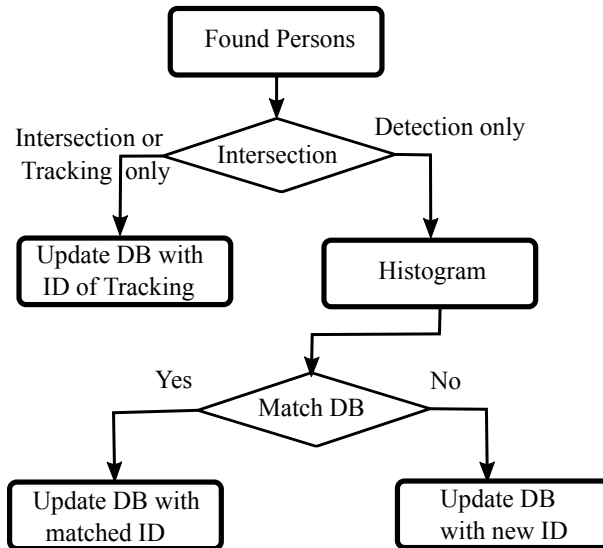 Found Persons
Intersection or
Tracking only
Detection only
Intersection
Update DB with
ID of Tracking
Histogram
Yes
No
Match DB
Update DB with
matched ID
Update DB
with new ID